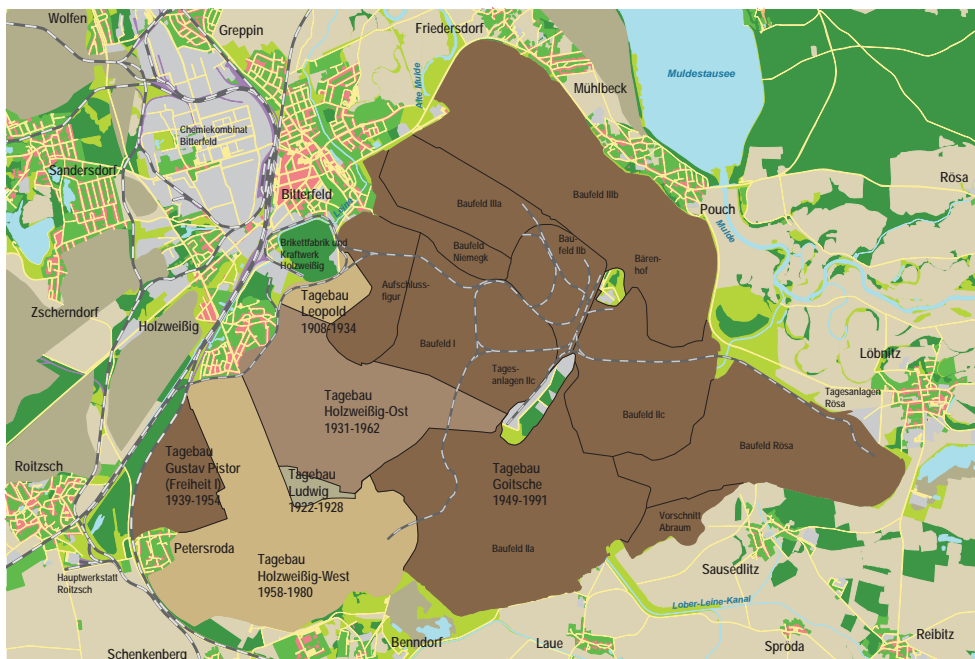 Wolfen
Greppin
Friedersdorf
Muldestausee
Mühlbeck
Alte Mulde
Chemiekombinat
Bitterfeld
Sandersdorf
Bitterfeld
Rösa
Pouch
Mulde
Leine
Baufeld IIIa
Baufeld IIIb
Brikettfabrik und
Kraftwerk
Holzweißig
Baufeld
Niemegk
Bau-
feld IIb
Bären-
hof
Aufschluss-
figur
Tagebau
Leopold
1908-1934
Zscherndorf
Holzweißig
Baufeld I
Löbnitz
Tages-
anlagen IIc
Tagesanlagen
Rösa
Tagebau
Holzweißig-Ost
1931-1962
Baufeld IIc
Baufeld Rösa
Roitzsch
Tagebau
Gustav Pistor
(Freiheit I)
1939-1954
Tagebau
Ludwig
1922-1928
Tagebau
Goitsche
1949-1991
Vorschnitt
Abraum
Petersroda
Baufeld IIa
Tagebau
Holzweißig-West
1958-1980
Hauptwerkstatt
Roitzsch
Sausedlitz
Lober-Leine-Kanal
Benndorf
Laue
Spröda
Reibitz
Schenkenberg